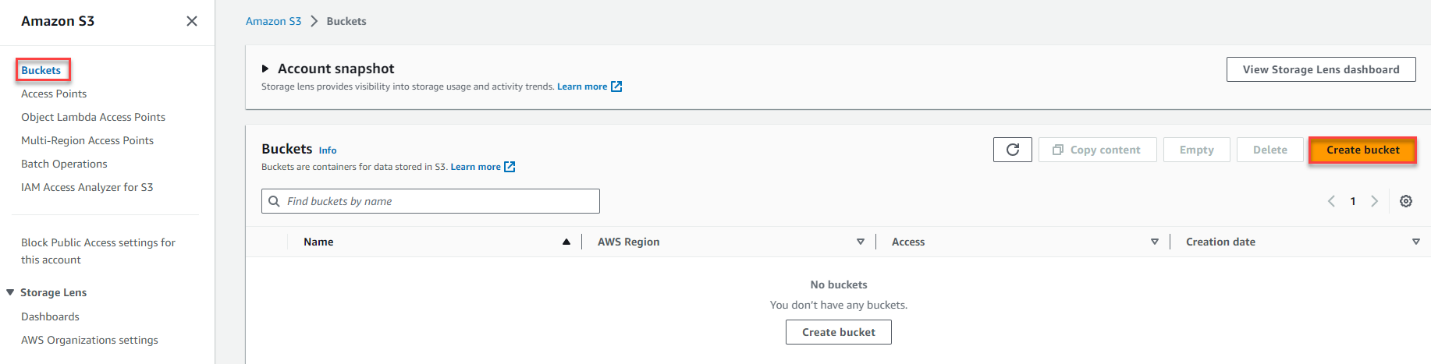 Amazon S3
Buckets
Access Points
Object Lambda Access Points
Multi-Region Access Points
Batch Operations
IAM Access Analyzer for S3
Block Public Access settings for
this account
Storage Lens
Dashboards
AWS Organizations settings
Amazon S3 > Buckets
Account snapshot
View Storage Lens dashboard
Storage lens provides visibility into storage usage and activity trends. Learn more
Buckets Info
Copy content Empty Delete Create bucket
Buckets are containers for data stored in S3. Learn more
Find buckets by name
1
Name AWS Region Access Creation date
No buckets
You don't have any buckets.
Create bucket